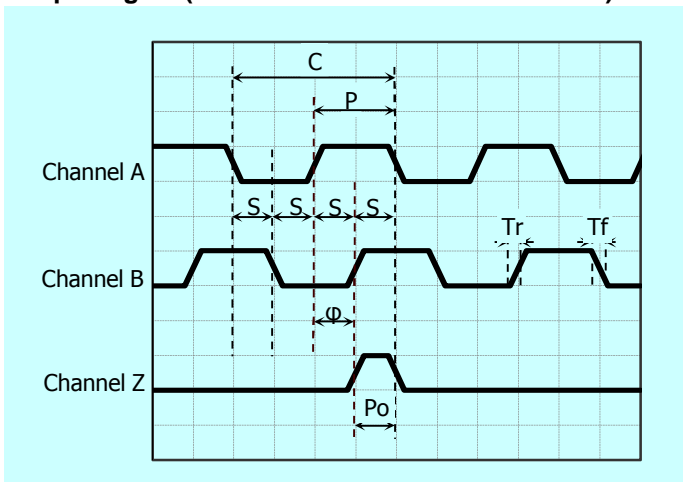 C
P
Channel A
S S S S
Tr Tf
Channel B
φ
Channel Z
Po